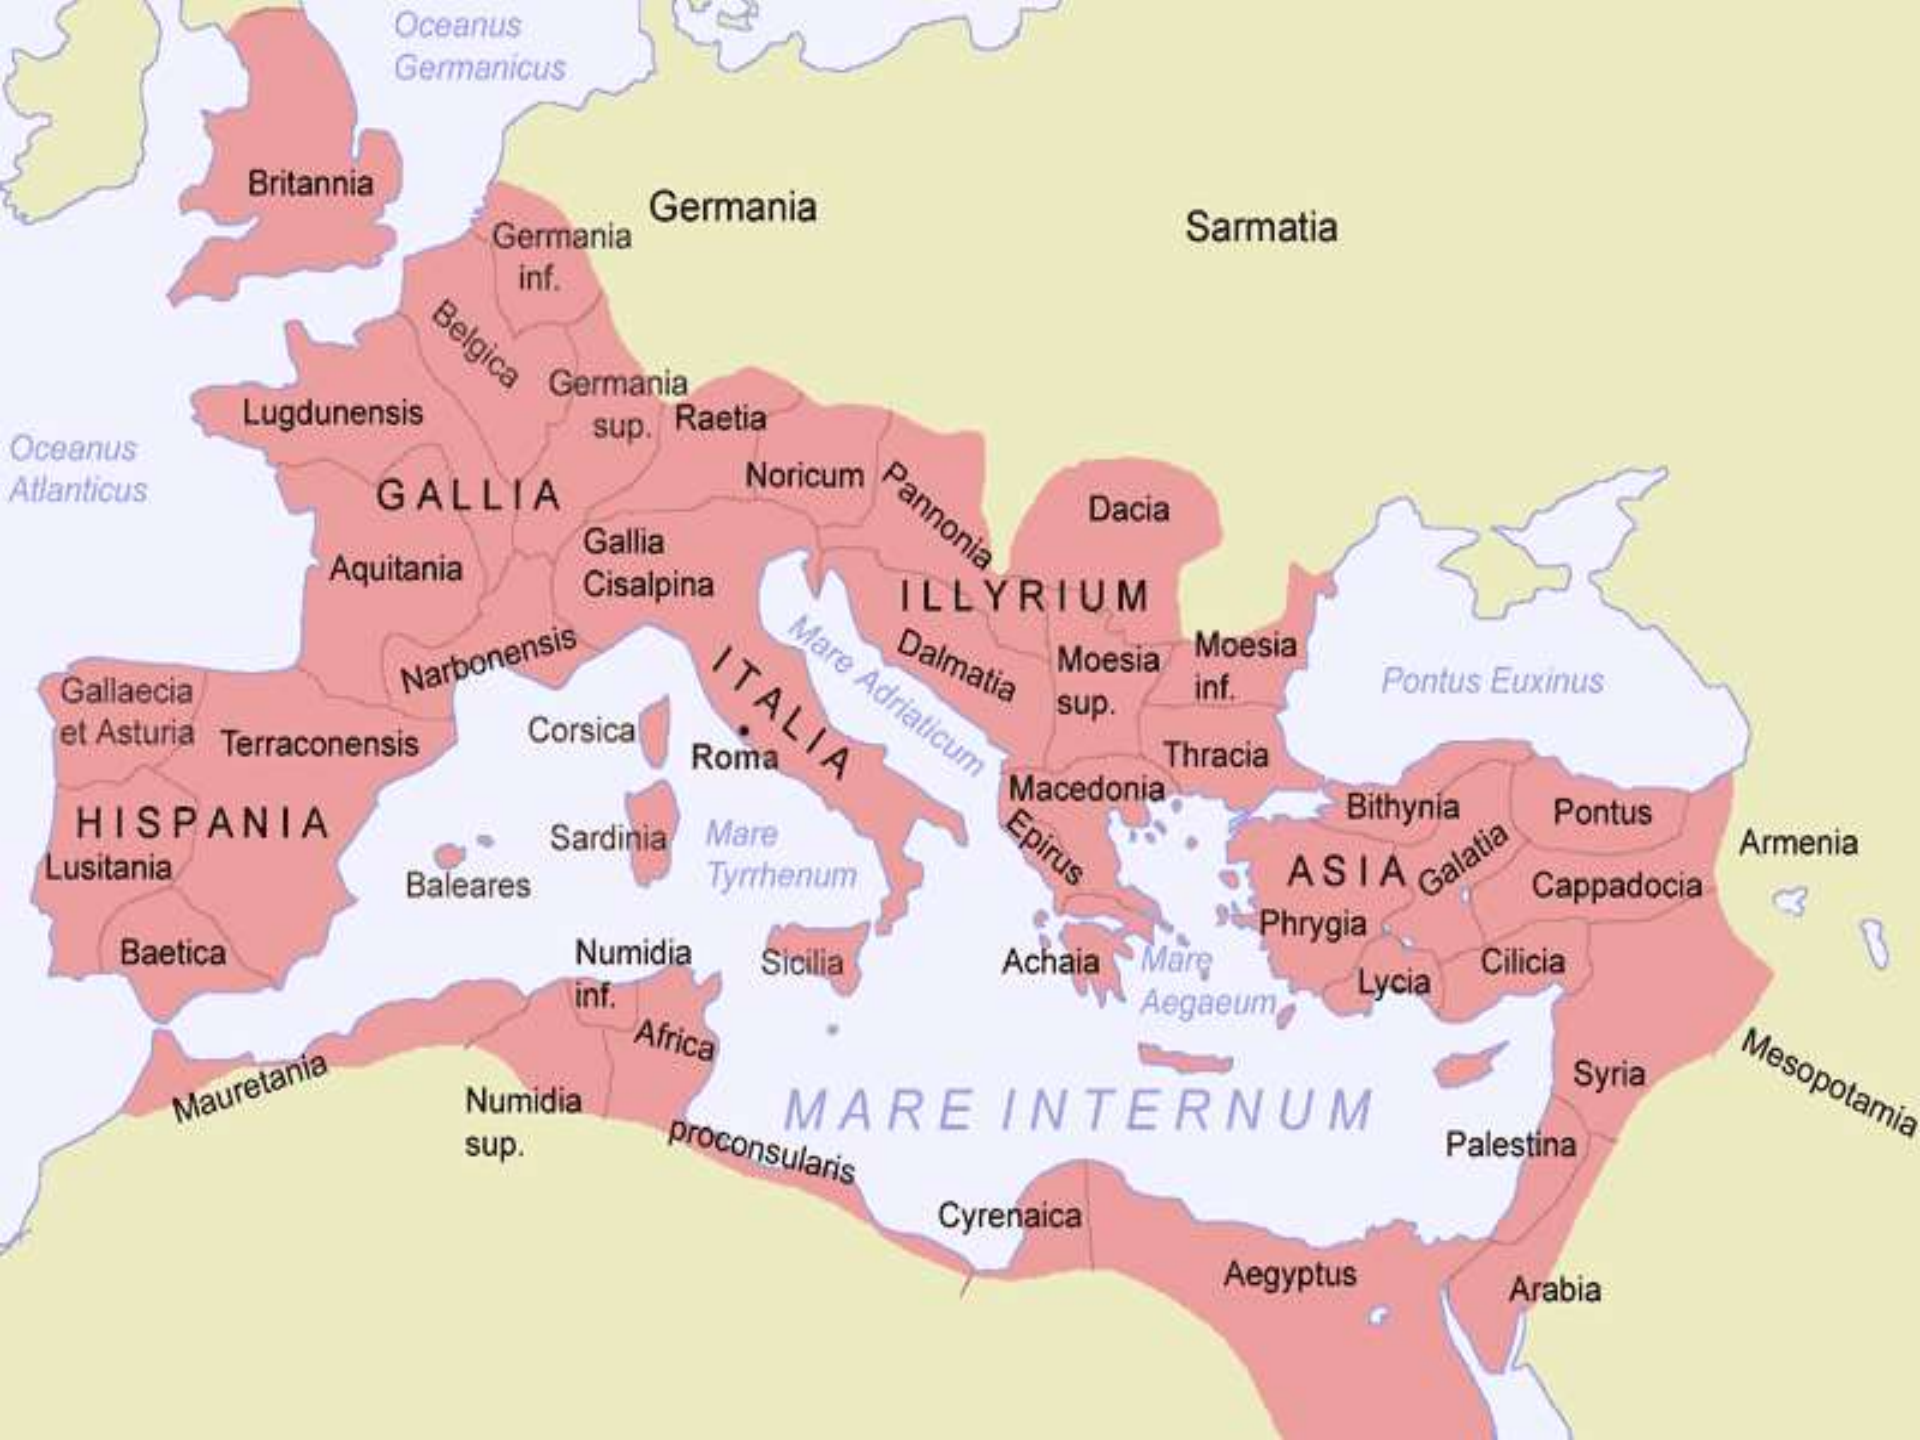 Oceanus
Germanicus
Britannia
Germania
Sarmatia
Germania
inf.
Belgica
Germania
sup.
Lugdunensis
Raetia
Oceanus
Atlanticus
GALLIA
Noricum
Pannonia
Dacia
Gallia
Cisalpina
Aquitania
ILLYRIUM
Narbonensis
ITALIA
Mare Adriaticum
Dalmatia
Moesia
sup.
Moesia
inf.
Pontus Euxinus
Gallaecia
et Asturia
Terraconensis
Corsica
Roma
Thracia
Macedonia
Bithynia
Pontus
HISPANIA
Sardinia
Mare
Tyrrhenum
Epirus
ASIA
Galatia
Armenia
Lusitania
Baleares
Cappadocia
Phrygia
Baetica
Numidia
inf.
Sicilia
Achaia
Mare
Aegaeum
Lycia
Cilicia
Africa
Mauretania
Numidia
sup.
proconsularis
MARE INTERNUM
Syria
Mesopotamia
Palestina
Cyrenaica
Aegyptus
Arabia